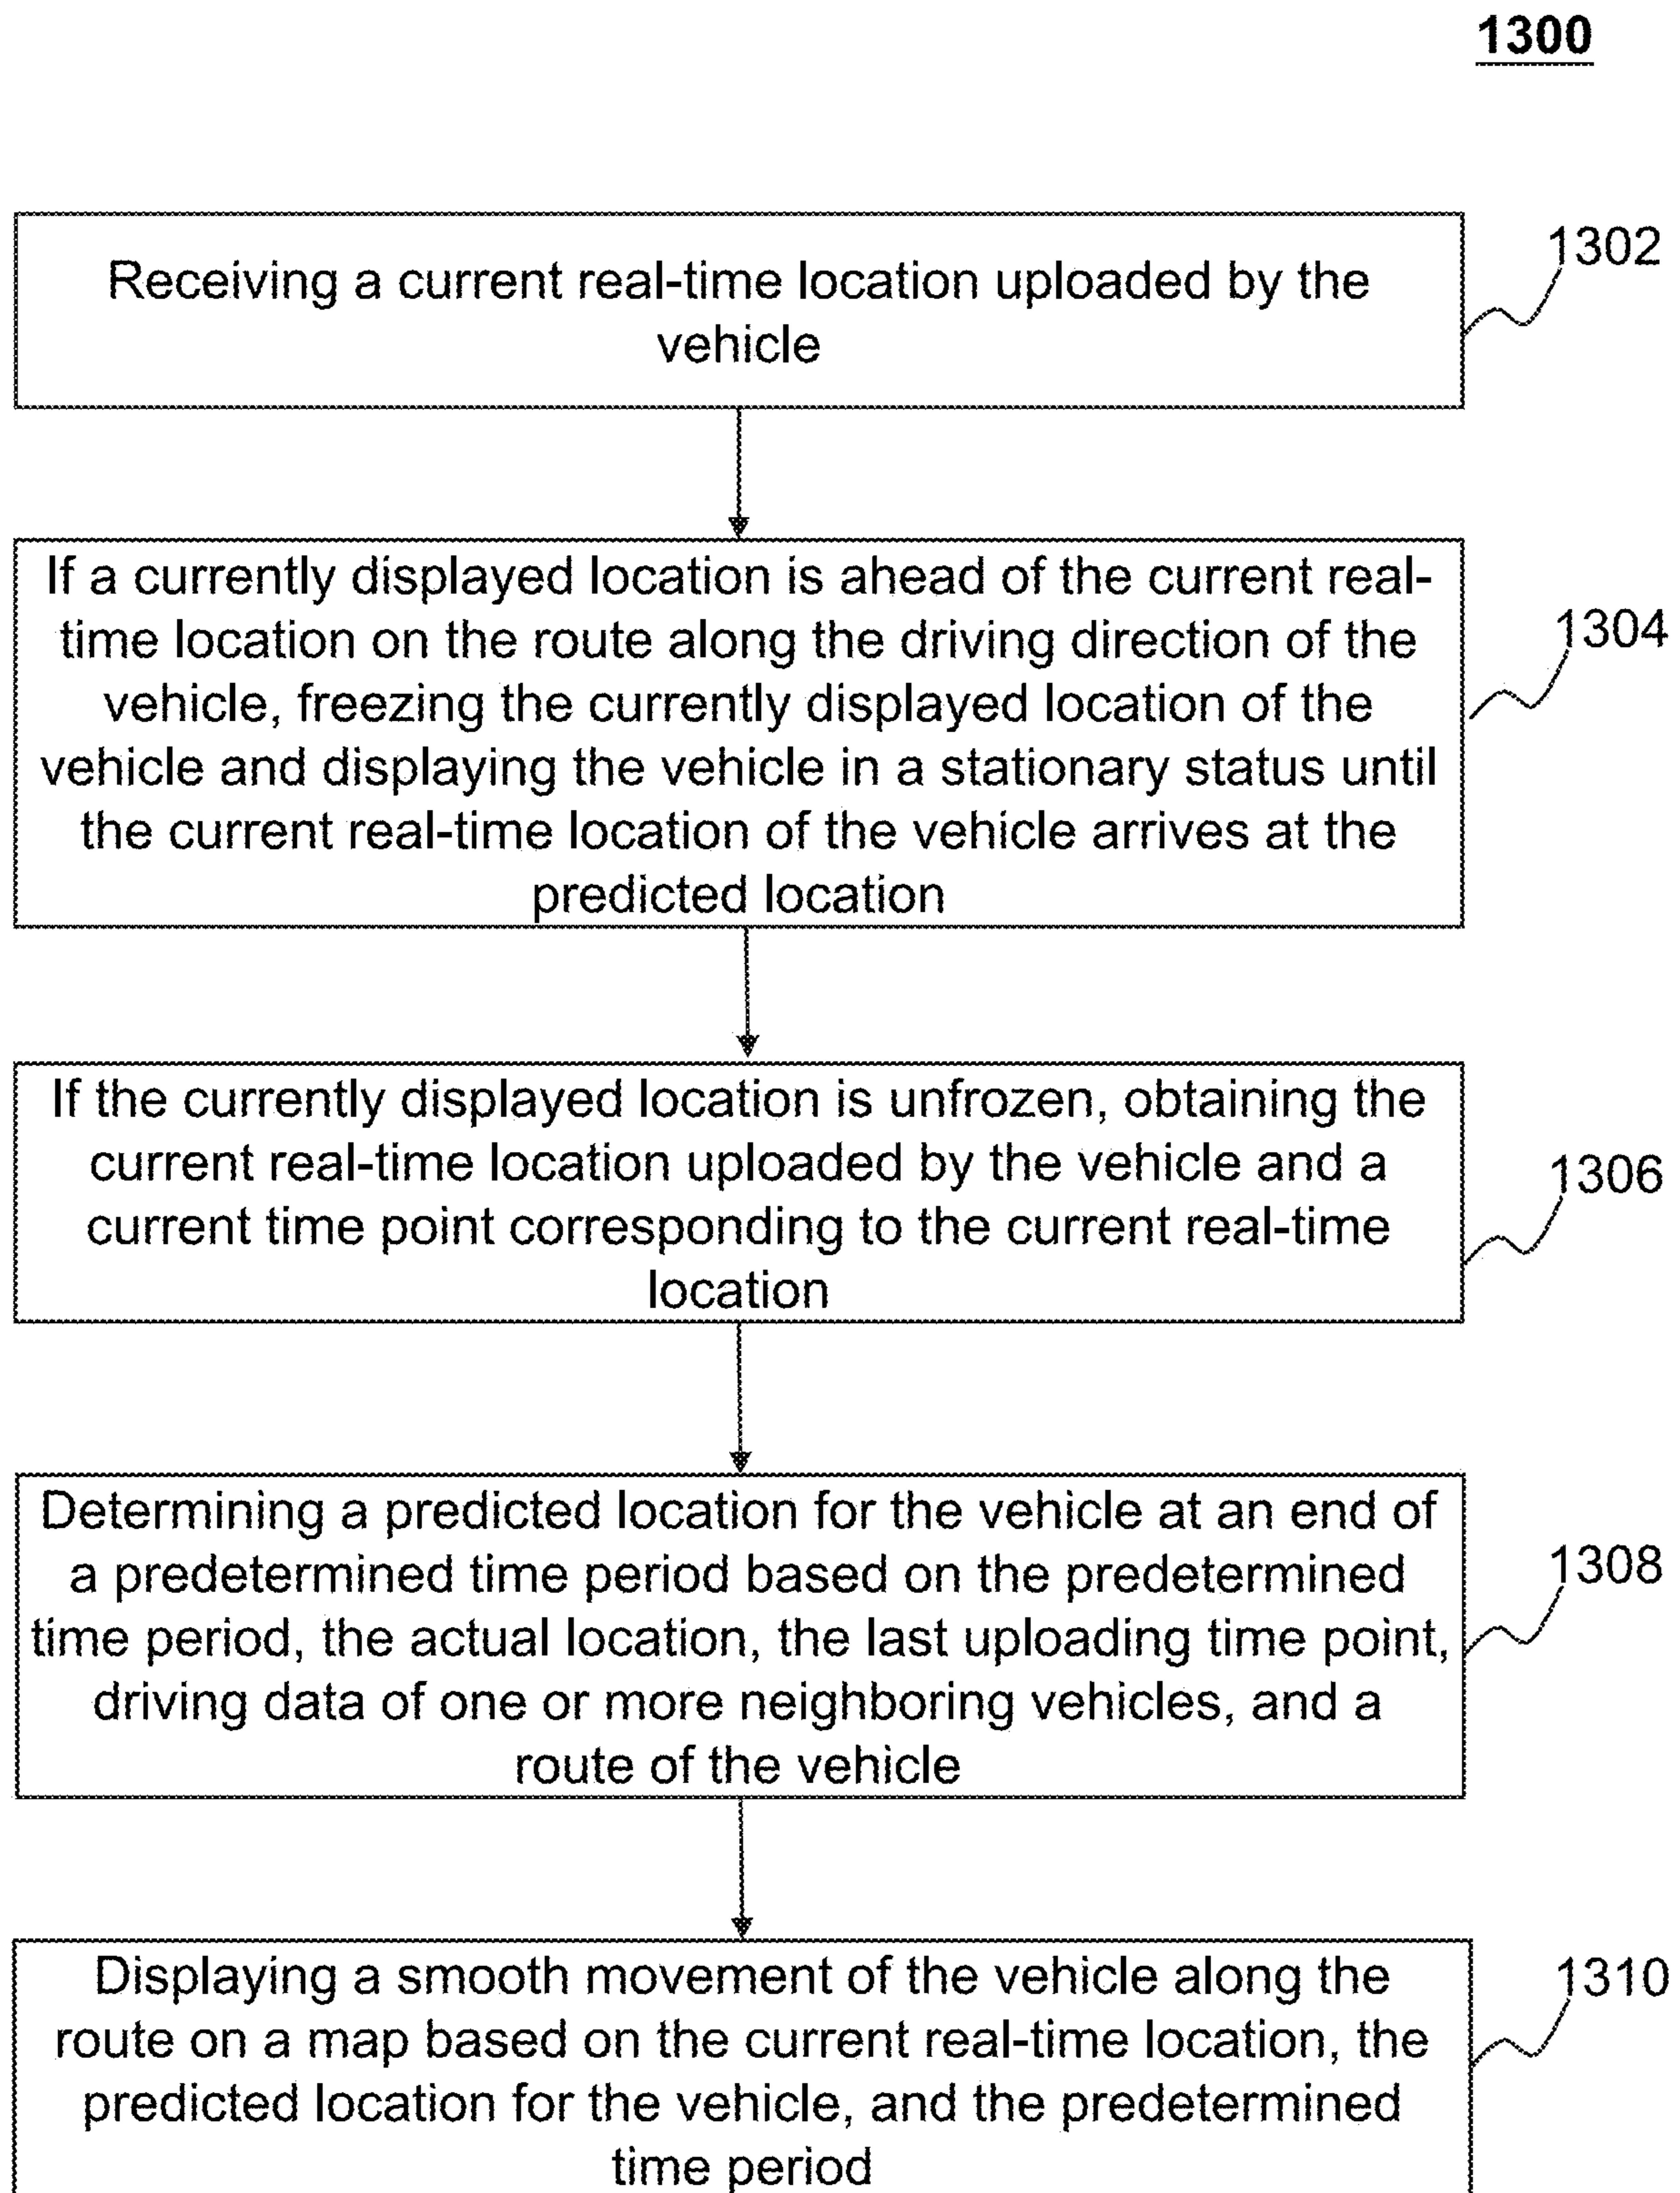 1300
Receiving a current real-time location uploaded by the
vehicle
1302
If a currently displayed location is ahead of the current real-
time location on the route along the driving direction of the
vehicle, freezing the currently displayed location of the
vehicle and displaying the vehicle in a stationary status until
the current real-time location of the vehicle arrives at the
predicted location
1304
If the currently displayed location is unfrozen, obtaining the
current real-time location uploaded by the vehicle and a
current time point corresponding to the current real-time
location
1306
Determining a predicted location for the vehicle at an end of
a predetermined time period based on the predetermined
time period, the actual location, the last uploading time point,
driving data of one or more neighboring vehicles, and a
route of the vehicle
1308
Displaying a smooth movement of the vehicle along the
route on a map based on the current real-time location, the
predicted location for the vehicle, and the predetermined
time period
1310